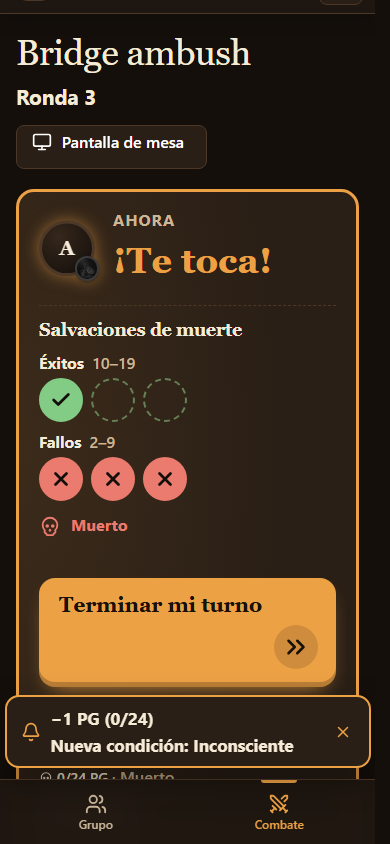 Bridge ambush
Ronda 3
Pantalla de mesa
A
AHORA
¡Te toca!
Salvaciones de muerte
Éxitos 10–19
Fallos 2–9
Muerto
Terminar mi turno
−1 PG (0/24)
Nueva condición: Inconsciente
0/24 PG · Muerto
Grupo
Combate